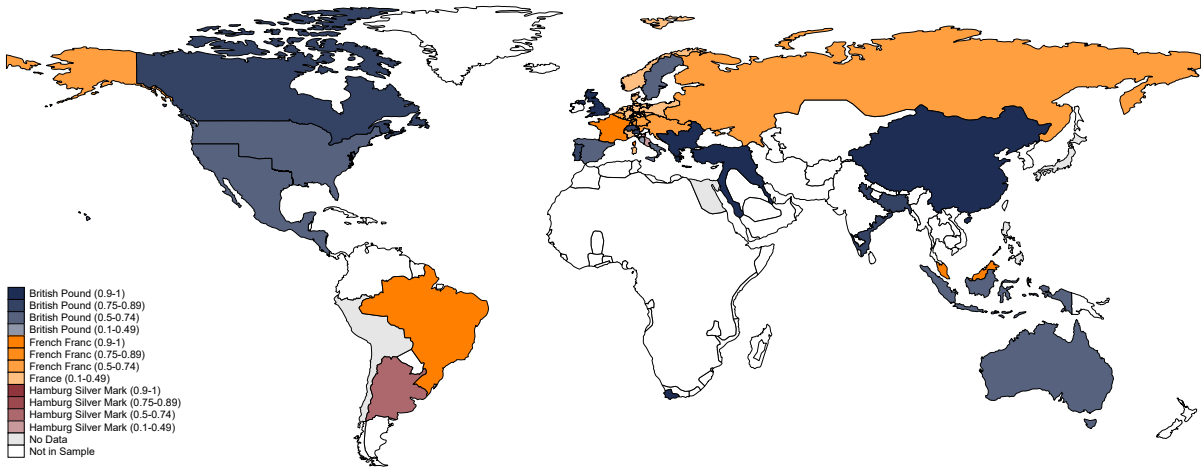 British Pound (0.9-1)
British Pound (0.75-0.89)
British Pound (0.5-0.74)
British Pound (0.1-0.49)
French Franc (0.9-1)
French Franc (0.75-0.89)
French Franc (0.5-0.74)
France (0.1-0.49)
Hamburg Silver Mark (0.9-1)
Hamburg Silver Mark (0.75-0.89)
Hamburg Silver Mark (0.5-0.74)
Hamburg Silver Mark (0.1-0.49)
No Data
Not in Sample